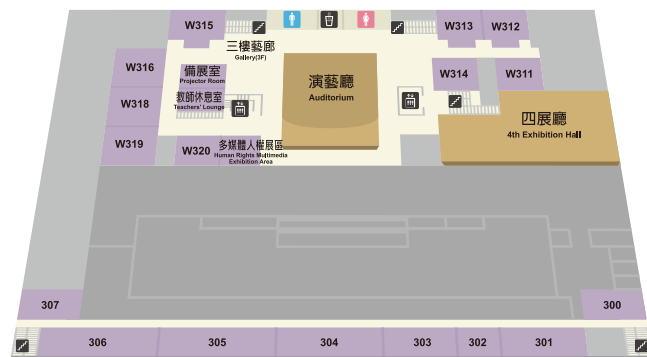 W315
W313
W312
三樓藝廊
Gallery(3F)
W316
備展室
Projector Room
演藝廳
Auditorium
W314
W311
W318
教師休息室
Teachers' Lounge
四展廳
4th Exhibition Hall
W319
W320
多媒體人權展區
Human Rights Multimedia
Exhibition Area
307
300
306
305
304
303
302
301